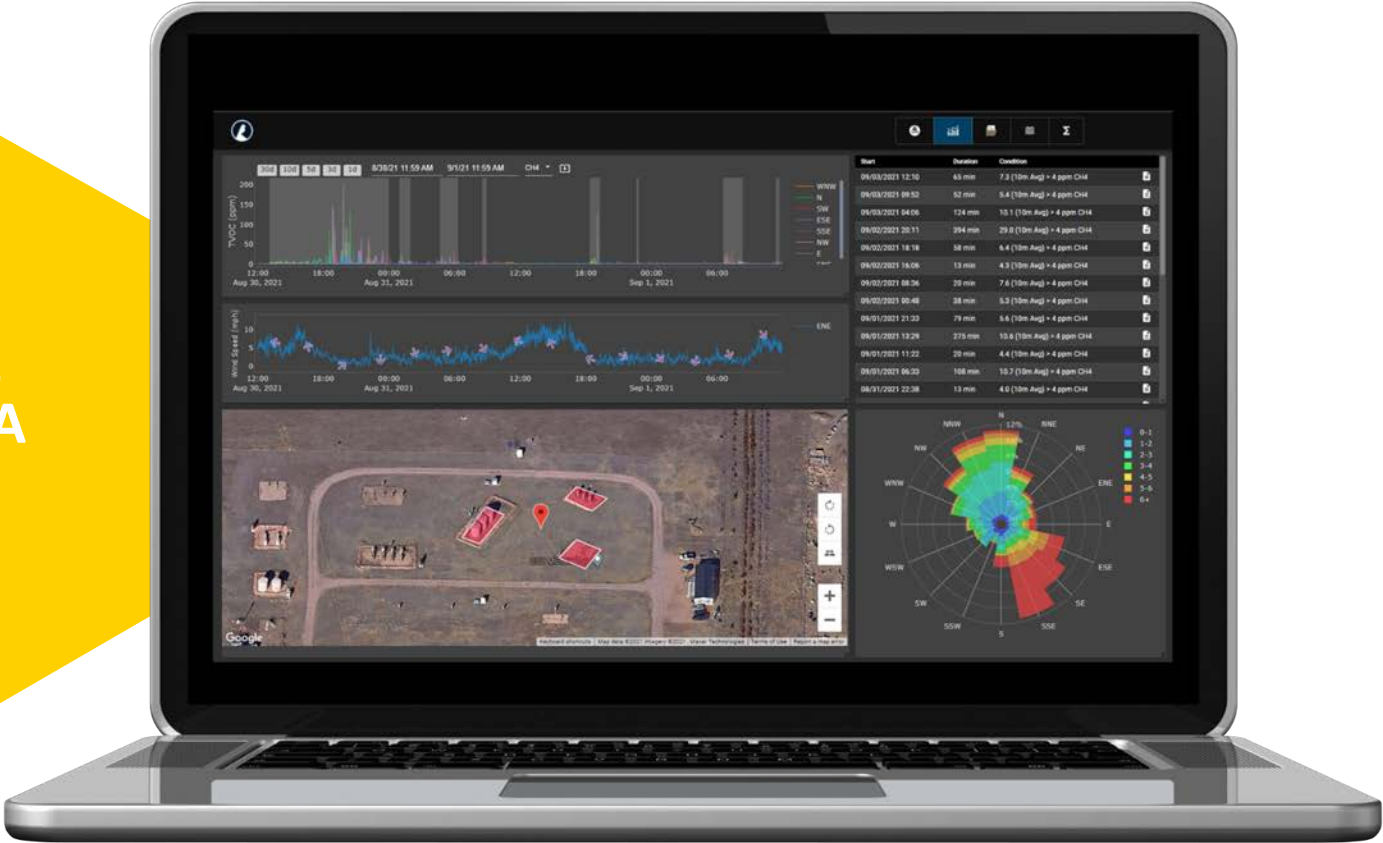 A
Σ
30d 10d 5d 3d 1d 8/30/21 11:59 AM 9/1/21 11:59 AM CH4
TVOC (ppm)
200
150
100
50
0
12:00 18:00 00:00 06:00 12:00 18:00 00:00 06:00
Aug 30, 2021 Aug 31, 2021 Sep 1, 2021
WNW
N
SW
ESE
SSE
NW
E
Wind Speed (mph)
10
5
0
12:00 18:00 00:00 06:00 12:00 18:00 00:00 06:00
Aug 30, 2021 Aug 31, 2021 Sep 1, 2021
ENE
Start Duration Condition
09/03/2021 12:10 65 min 7.3 (10m Avg) > 4 ppm CH4
09/03/2021 09:52 52 min 5.4 (10m Avg) > 4 ppm CH4
09/03/2021 04:06 124 min 10.1 (10m Avg) > 4 ppm CH4
09/02/2021 20:11 394 min 29.8 (10m Avg) > 4 ppm CH4
09/02/2021 18:18 58 min 6.4 (10m Avg) > 4 ppm CH4
09/02/2021 16:06 13 min 4.3 (10m Avg) > 4 ppm CH4
09/02/2021 08:36 20 min 7.6 (10m Avg) > 4 ppm CH4
09/02/2021 00:48 38 min 5.3 (10m Avg) > 4 ppm CH4
09/01/2021 21:33 79 min 5.6 (10m Avg) > 4 ppm CH4
09/01/2021 13:29 275 min 10.6 (10m Avg) > 4 ppm CH4
09/01/2021 11:22 20 min 4.4 (10m Avg) > 4 ppm CH4
09/01/2021 06:33 108 min 10.7 (10m Avg) > 4 ppm CH4
08/31/2021 22:38 13 min 4.0 (10m Avg) > 4 ppm CH4
Google
Keyboard shortcuts Map data ©2021 Imagery ©2021 , Maxar Technologies Terms of Use Report a map error
N
12%
NNW NNE
NW NE
WNW ENE
W E
WSW ESE
SW SE
SSW SSE
S
0-1
1-2
2-3
3-4
4-5
5-6
6+